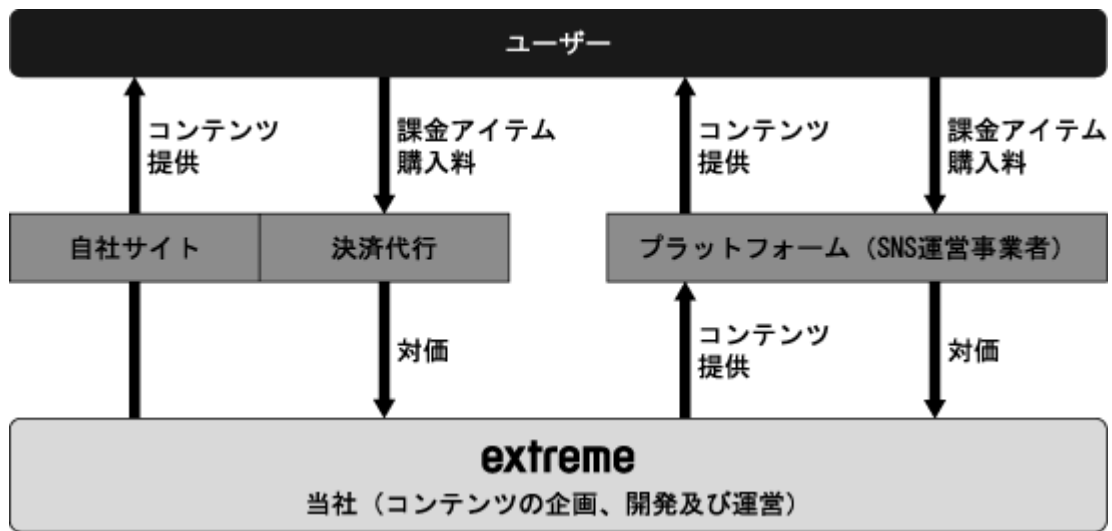 ユーザー
コンテンツ
提供
課金アイテム
購入料
コンテンツ
提供
課金アイテム
購入料
自社サイト
決済代行
プラットフォーム（SNS運営事業者）
対価
コンテンツ
提供
対価
extreme
当社（コンテンツの企画、開発及び運営）